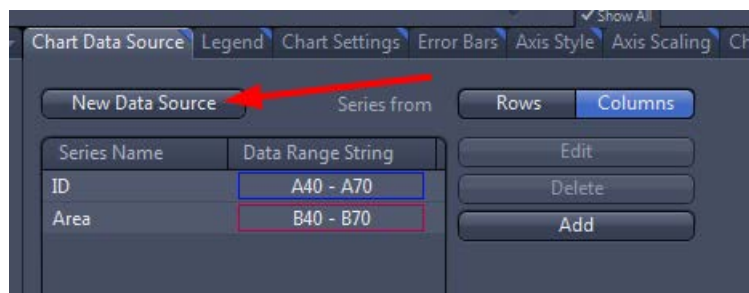 Show All
Chart Data Source Legend Chart Settings Error Bars Axis Style Axis Scaling Ch
New Data Source Series from Rows Columns
Series Name Data Range String Edit
ID A40 - A70 Delete
Area B40 - B70 Add